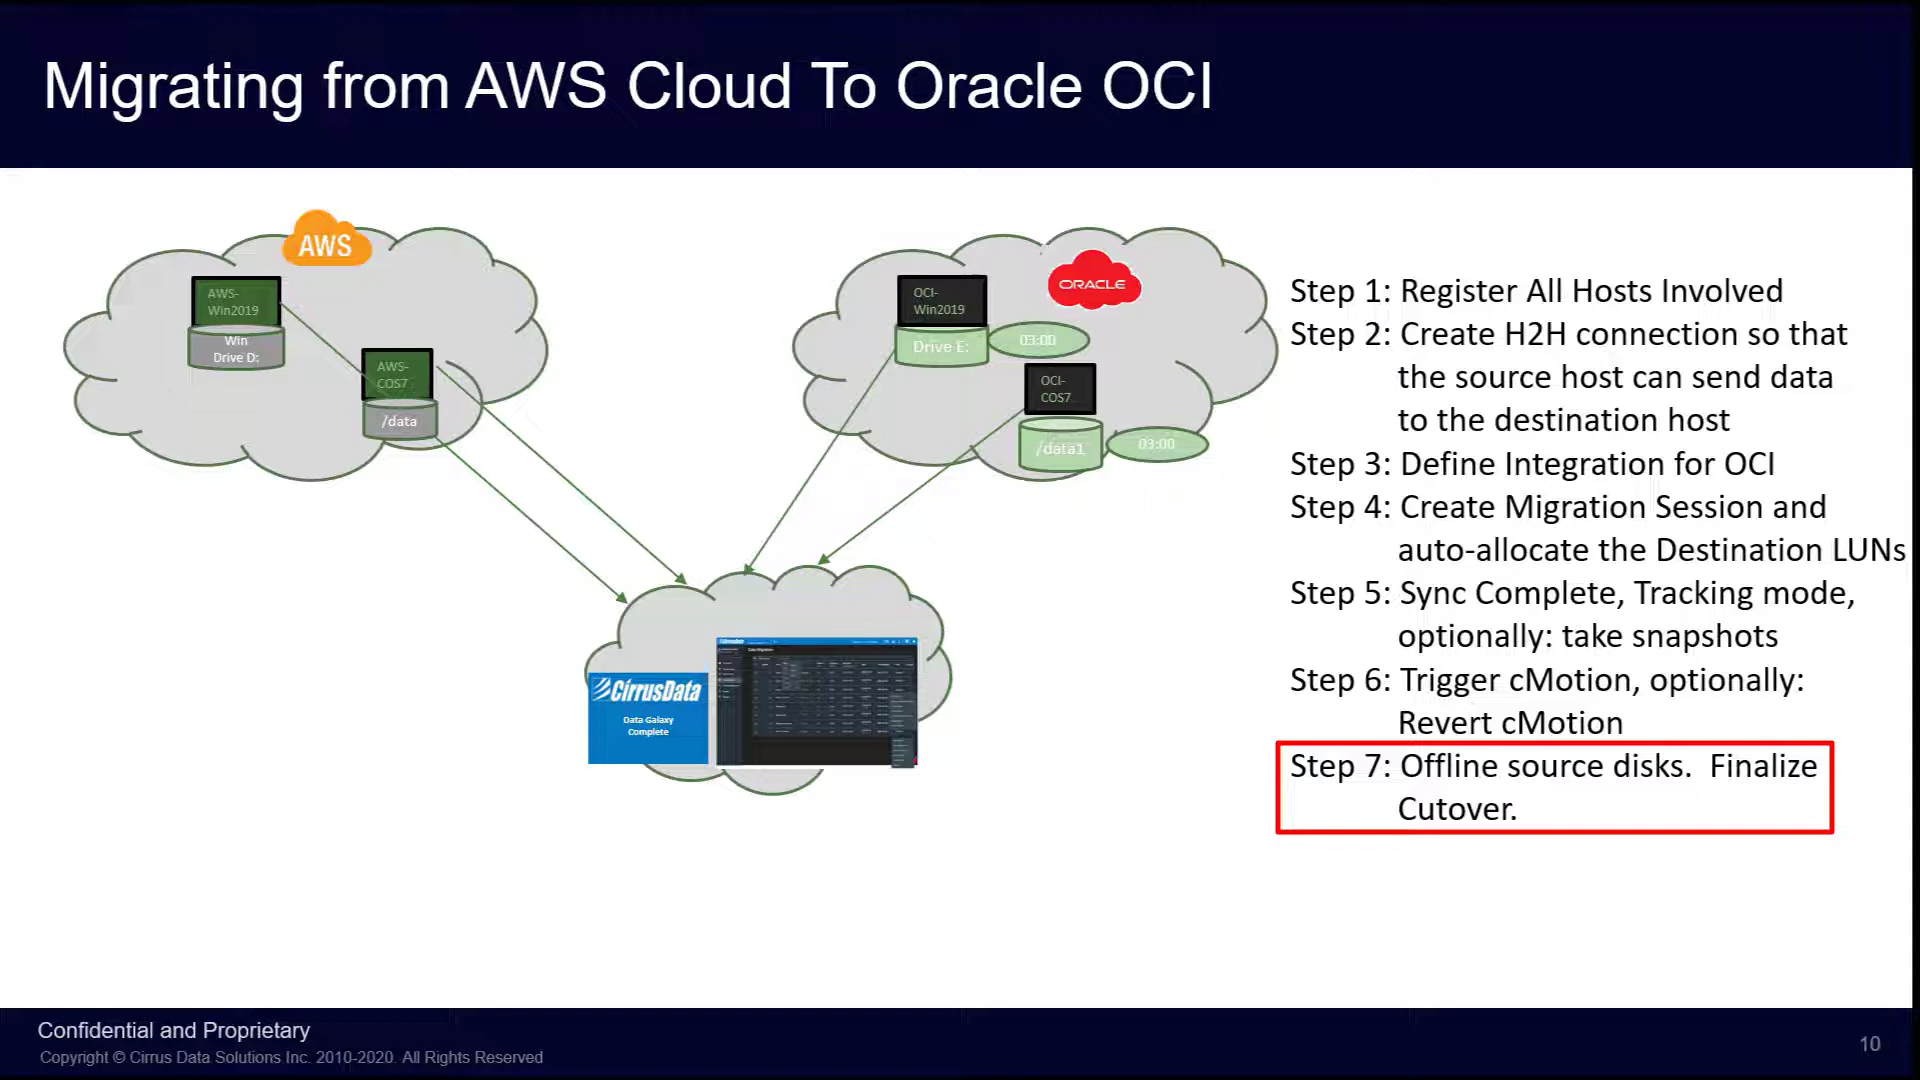 Migrating from AWS Cloud To Oracle OCI
AWS
AWS-
Win2019
Win
Drive D:
AWS-
COS7
/data
OCI-
Win2019
Drive E:
03:00
ORACLE
OCI-
COS7
/data1
03:00
CirrusData
Data Galaxy
Complete
Step 1: Register All Hosts Involved
Step 2: Create H2H connection so that
the source host can send data
to the destination host
Step 3: Define Integration for OCI
Step 4: Create Migration Session and
auto-allocate the Destination LUNs
Step 5: Sync Complete, Tracking mode,
optionally: take snapshots
Step 6: Trigger cMotion, optionally:
Revert cMotion
Step 7: Offline source disks.  Finalize
Cutover.
Confidential and Proprietary
Copyright © Cirrus Data Solutions Inc. 2010-2020. All Rights Reserved
10